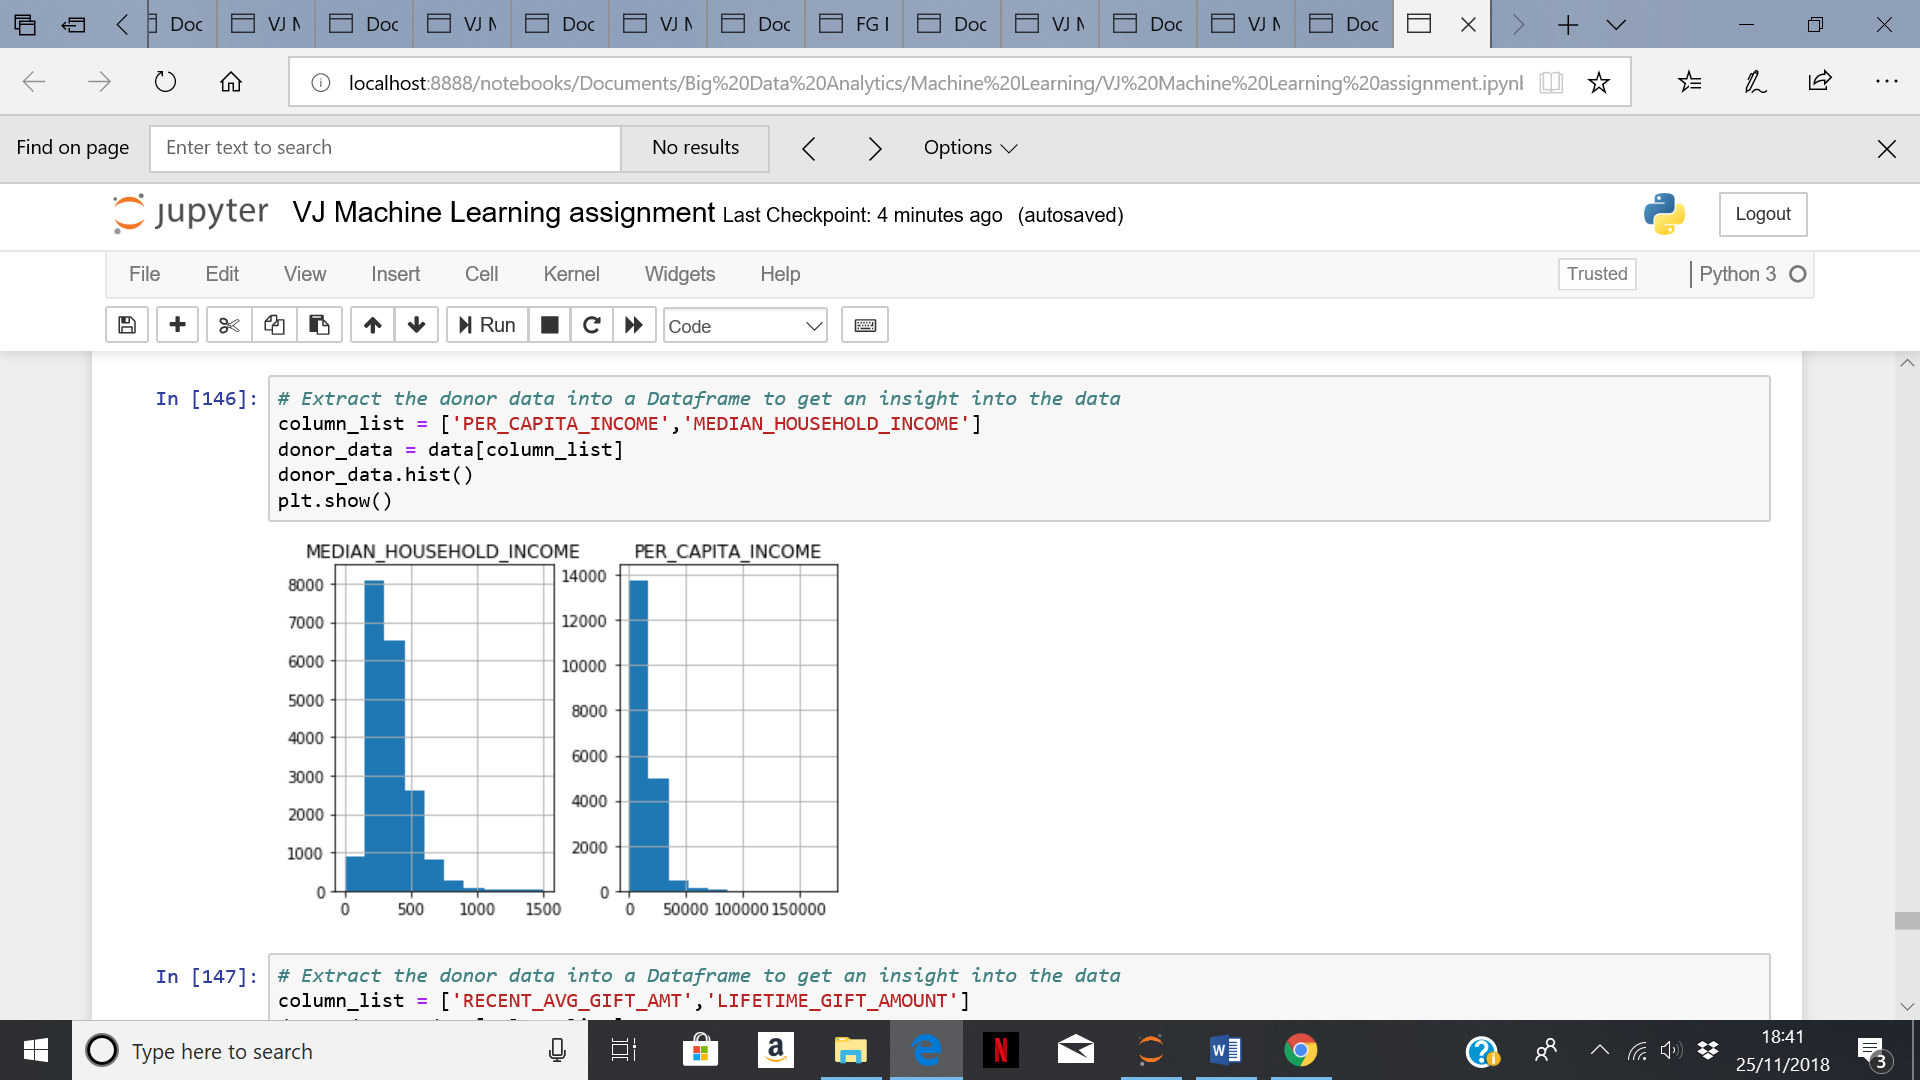 Doc VJ M Doc VJ M Doc VJ M Doc FG I Doc VJ M Doc VJ M Doc
localhost:8888/notebooks/Documents/Big%20Data%20Analytics/Machine%20Learning/VJ%20Machine%20Learning%20assignment.ipynb
Find on page Enter text to search No results Options
jupyter VJ Machine Learning assignment Last Checkpoint: 4 minutes ago (autosaved) Logout
File Edit View Insert Cell Kernel Widgets Help Trusted Python 3
Run Code
In [146]: # Extract the donor data into a Dataframe to get an insight into the data
column_list = ['PER_CAPITA_INCOME','MEDIAN_HOUSEHOLD_INCOME']
donor_data = data[column_list]
donor_data.hist()
plt.show()
MEDIAN_HOUSEHOLD_INCOME
8000
7000
6000
5000
4000
3000
2000
1000
0
0 500 1000 1500
PER_CAPITA_INCOME
14000
12000
10000
8000
6000
4000
2000
0
0 50000 100000 150000
In [147]: # Extract the donor data into a Dataframe to get an insight into the data
column_list = ['RECENT_AVG_GIFT_AMT','LIFETIME_GIFT_AMOUNT']
Type here to search
a
N
W
18:41
25/11/2018
3